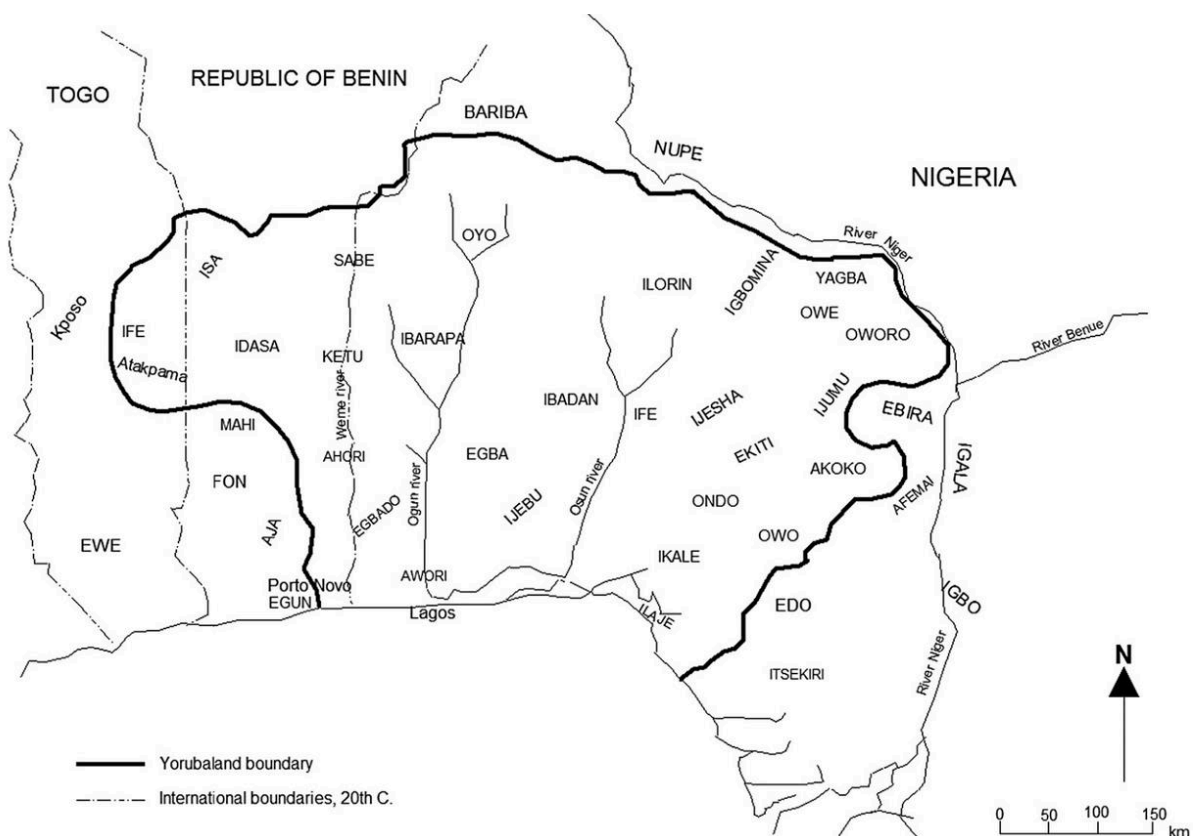 REPUBLIC OF BENIN
TOGO
BARIBA
NUPE
NIGERIA
River Niger
OYO
ISA
SABE
IGBOMINA
YAGBA
ILORIN
OWE
Kposo
IFE
OWORO
River Benue
IDASA
KETU
IBARAPA
Atakpama
Weme river
IBADAN
IFE
IJESHA
IJUMU
EBIRA
MAHI
AHORI
EGBA
EKITI
AKOKO
IGALA
FON
AFEMAI
EGBADO
Ogun river
IJEBU
Osun river
ONDO
AJA
OWO
EWE
IKALE
AWORI
Porto Novo
EGUN
Lagos
ILAJE
EDO
IGBO
ITSEKIRI
River Niger
N
Yorubaland boundary
International boundaries, 20th C.
0 50 100 150
km